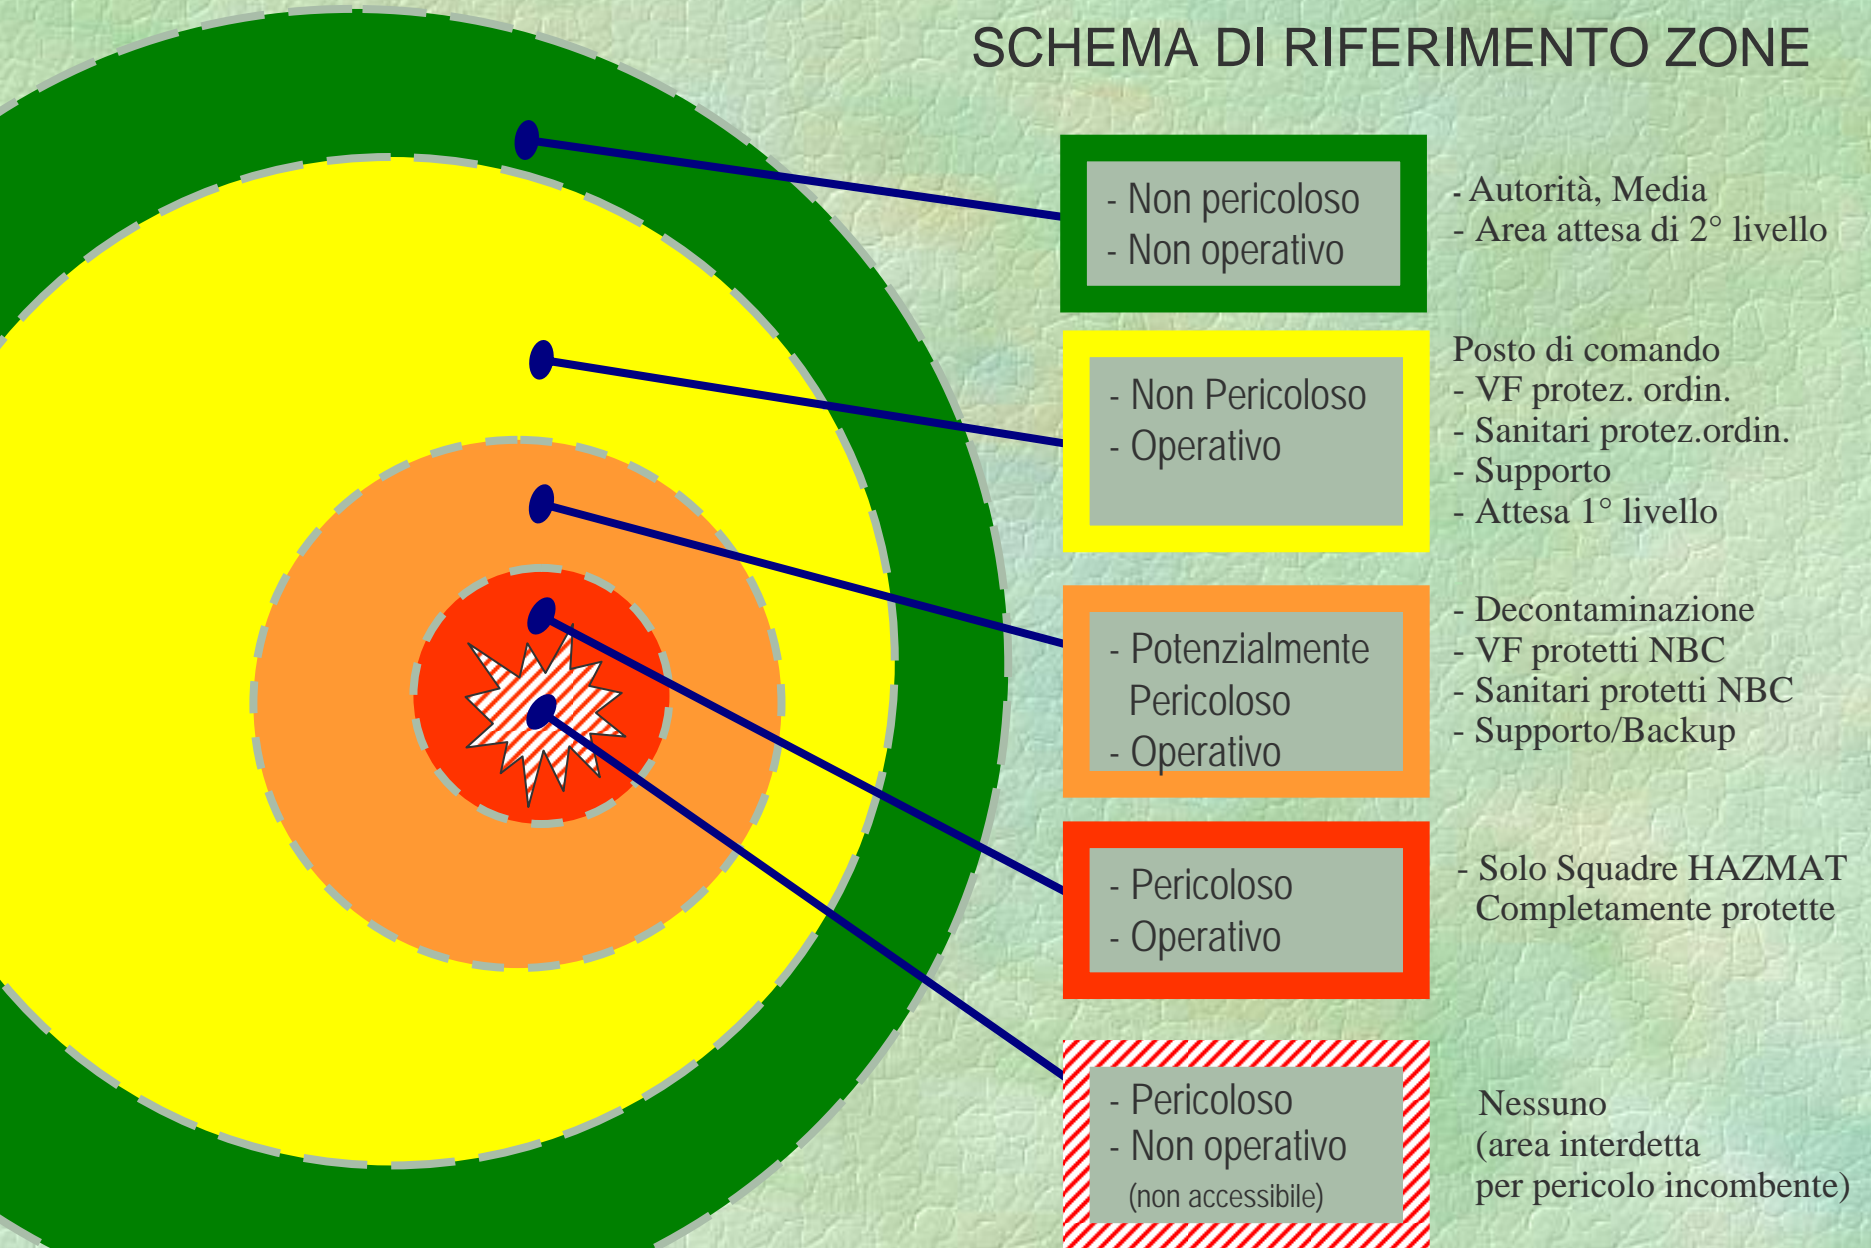 SCHEMA DI RIFERIMENTO ZONE
- Non pericoloso
- Non operativo
- Autorità, Media
- Area attesa di 2° livello
- Non Pericoloso
- Operativo
Posto di comando
- VF protez. ordin.
- Sanitari protez.ordin.
- Supporto
- Attesa 1° livello
- Potenzialmente
Pericoloso
- Operativo
- Decontaminazione
- VF protetti NBC
- Sanitari protetti NBC
- Supporto/Backup
- Pericoloso
- Operativo
- Solo Squadre HAZMAT
Completamente protette
- Pericoloso
- Non operativo
(non accessibile)
Nessuno
(area interdetta
per pericolo incombente)